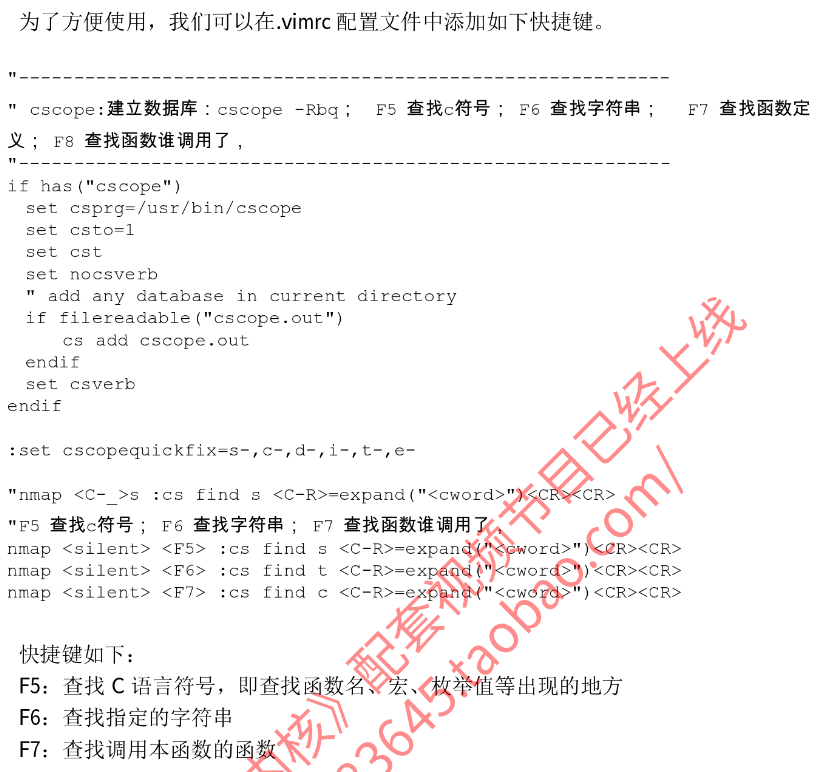 为了方便使用，我们可以在.vimrc 配置文件中添加如下快捷键。
"-----------------------------------------------------------
" cscope:建立数据库：cscope -Rbq； F5 查找c符号； F6 查找字符串； F7 查找函数定
义； F8 查找函数谁调用了，
"-----------------------------------------------------------
if has("cscope")
  set csprg=/usr/bin/cscope
  set csto=1
  set cst
  set nocsverb
  " add any database in current directory
  if filereadable("cscope.out")
      cs add cscope.out
  endif
  set csverb
endif
:set cscopequickfix=s-,c-,d-,i-,t-,e-
"nmap <C-_>s :cs find s <C-R>=expand("<cword>")<CR><CR>
"F5 查找c符号； F6 查找字符串； F7 查找函数谁调用了，
nmap <silent> <F5> :cs find s <C-R>=expand("<cword>")<CR><CR>
nmap <silent> <F6> :cs find t <C-R>=expand("<cword>")<CR><CR>
nmap <silent> <F7> :cs find c <C-R>=expand("<cword>")<CR><CR>
快捷键如下：
F5：查找 C 语言符号，即查找函数名、宏、枚举值等出现的地方
F6：查找指定的字符串
F7：查找调用本函数的函数
内核》配套视频节目已经上线
83645.taobao.com/